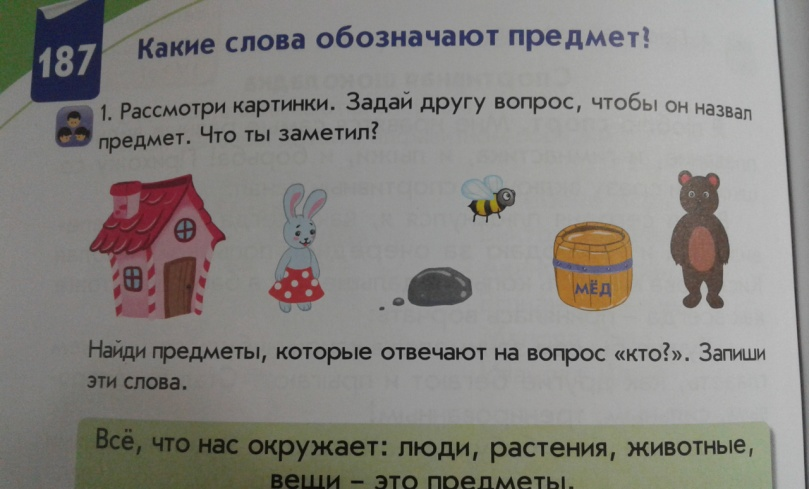 187
Какие слова обозначают предмет?
1. Рассмотри картинки. Задай другу вопрос, чтобы он назвал
предмет. Что ты заметил?
МЁД
Найди предметы, которые отвечают на вопрос «кто?». Запиши
эти слова.
Всё, что нас окружает: люди, растения, животные,
вещи – это предметы.